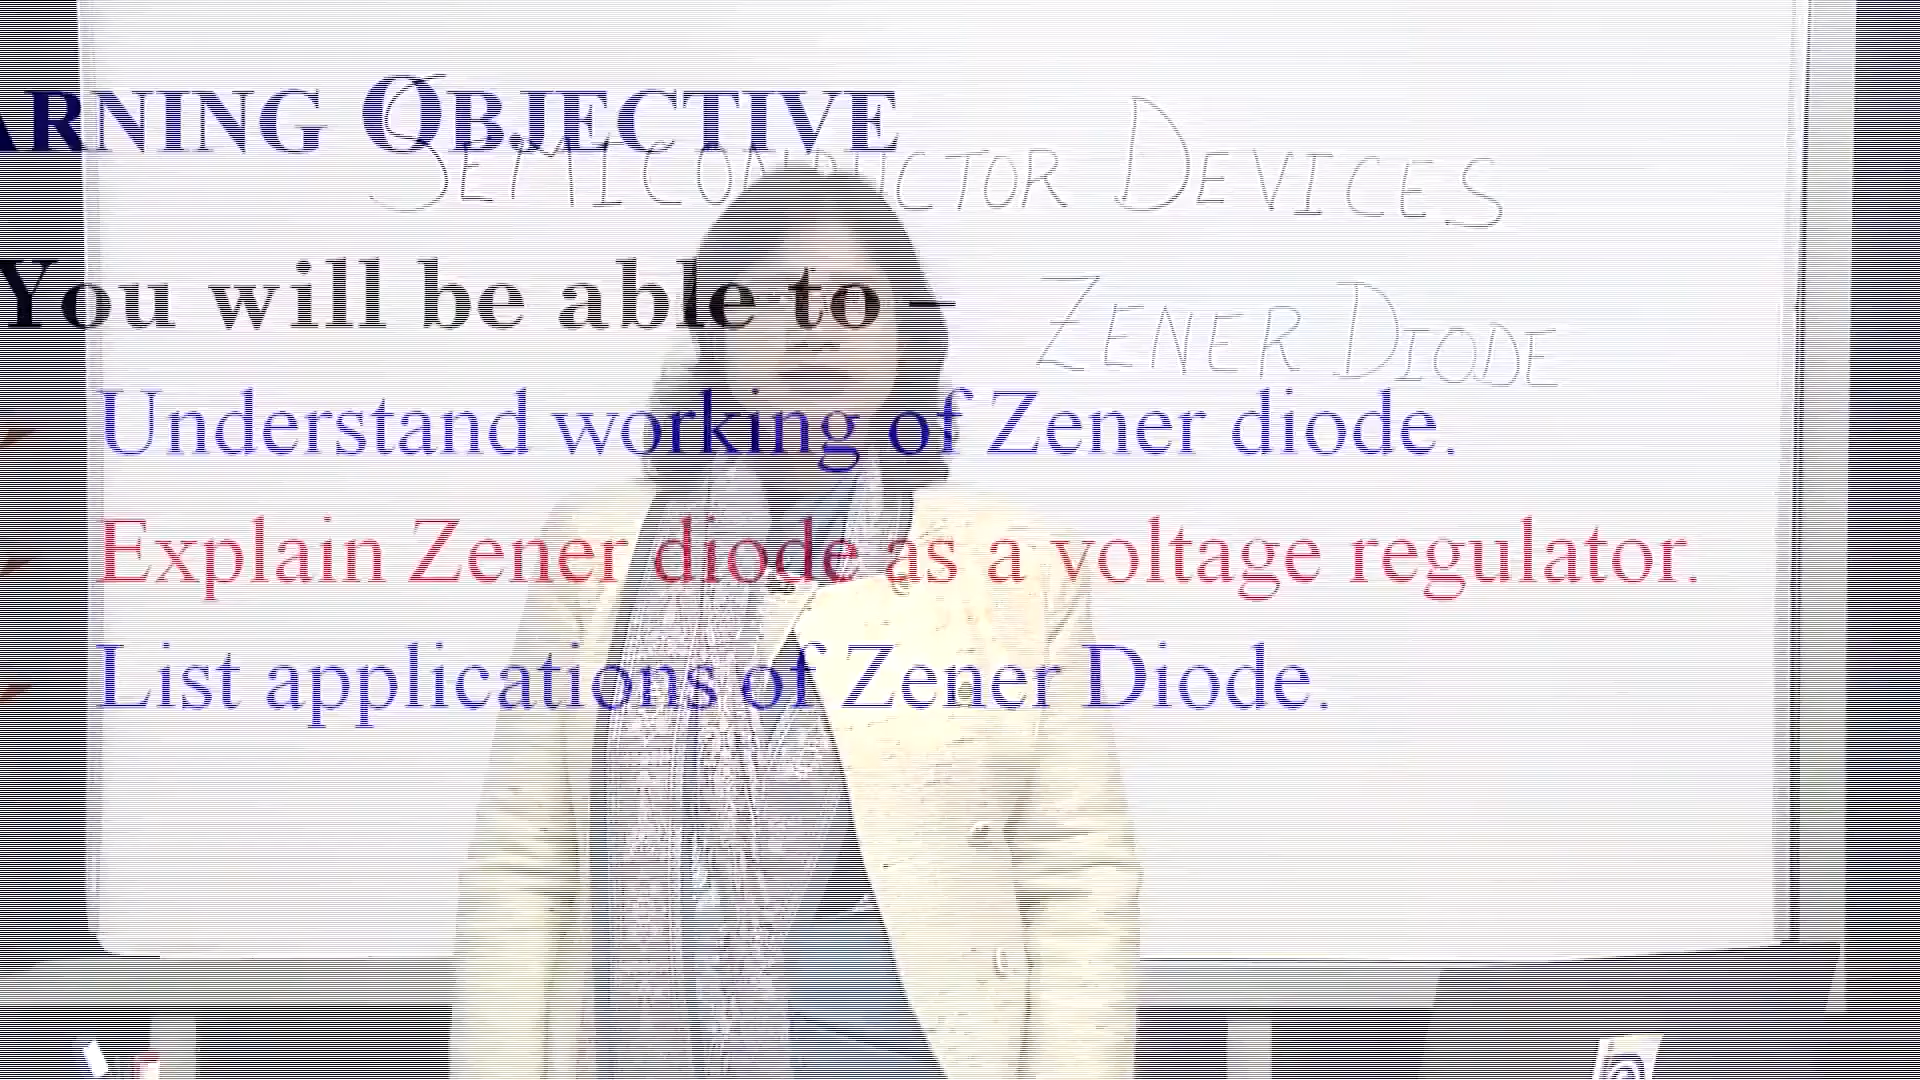 ARNING OBJECTIVE
SEMICONDUCTOR DEVICES
You will be able to –
ZENER DIODE
Understand working of Zener diode.
Explain Zener diode as a voltage regulator.
List applications of Zener Diode.